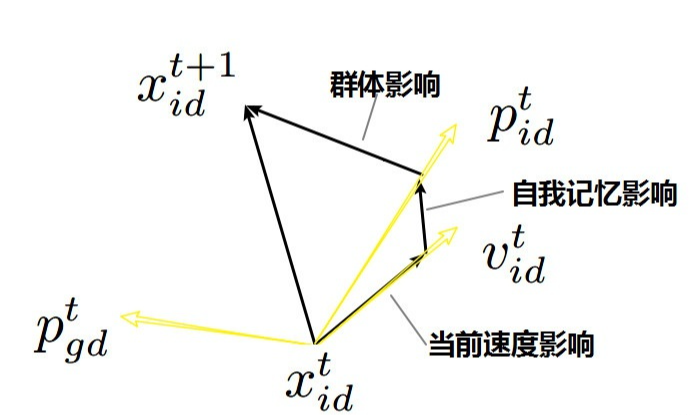 x_{id}^{t+1}
群体影响
p_{id}^{t}
自我记忆影响
v_{id}^{t}
p_{gd}^{t}
当前速度影响
x_{id}^{t}